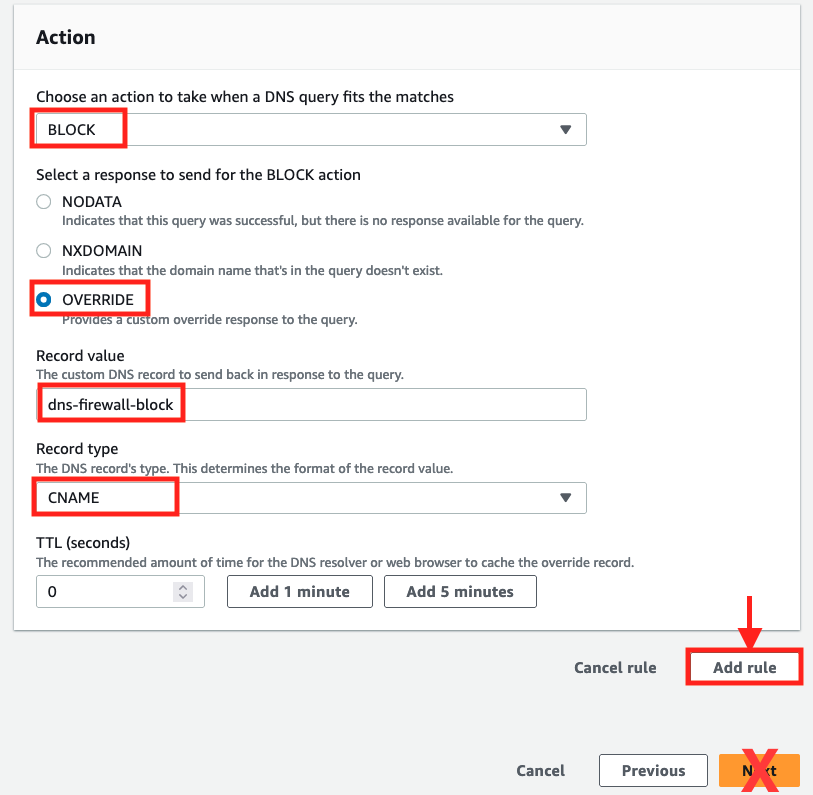 Action
Choose an action to take when a DNS query fits the matches
BLOCK
Select a response to send for the BLOCK action
NODATA
Indicates that this query was successful, but there is no response available for the query.
NXDOMAIN
Indicates that the domain name that's in the query doesn't exist.
OVERRIDE
Provides a custom override response to the query.
Record value
The custom DNS record to send back in response to the query.
dns-firewall-block
Record type
The DNS record's type. This determines the format of the record value.
CNAME
TTL (seconds)
The recommended amount of time for the DNS resolver or web browser to cache the override record.
0 Add 1 minute Add 5 minutes
Cancel rule Add rule
Cancel Previous Next